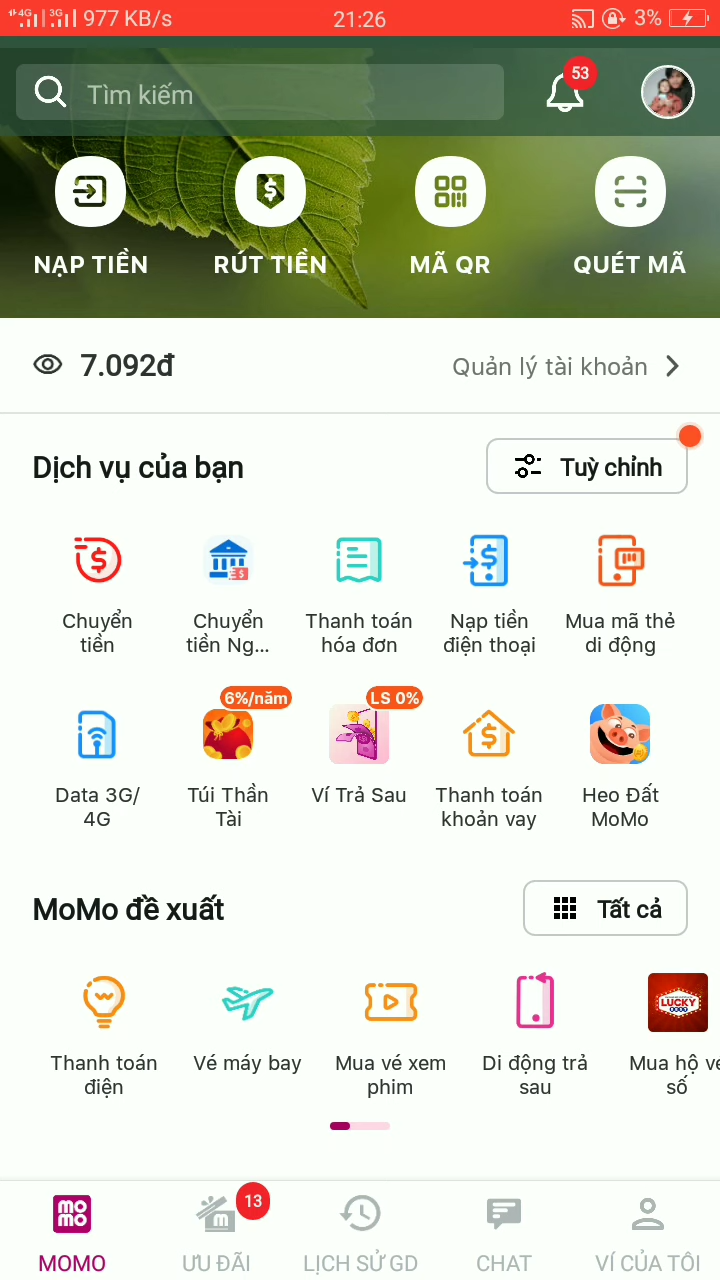 4G 3G 977 KB/s 21:26 3%
Tìm kiếm 53
NẠP TIỀN RÚT TIỀN MÃ QR QUÉT MÃ
7.092đ Quản lý tài khoản
Dịch vụ của bạn Tuỳ chỉnh
Chuyển Chuyển Thanh toán Nạp tiền Mua mã thẻ
tiền tiền Ng... hóa đơn điện thoại di động
6%/năm LS 0%
Data 3G/ Túi Thần Ví Trả Sau Thanh toán Heo Đất
4G Tài khoản vay MoMo
MoMo đề xuất Tất cả
LUCKY
Thanh toán Vé máy bay Mua vé xem Di động trả Mua hộ vé
điện phim sau số
13
MOMO ƯU ĐÃI LỊCH SỬ GD CHAT VÍ CỦA TÔI